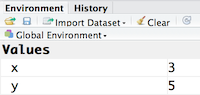 Environment History
Import Dataset Clear
Global Environment
Values
x 3
y 5